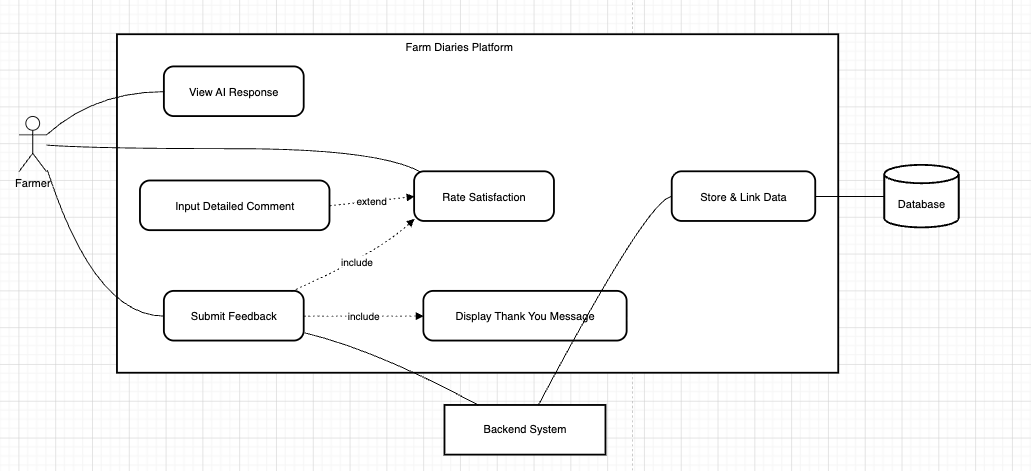 Farm Diaries Platform
View AI Response
Farmer
Input Detailed Comment
extend
Rate Satisfaction
Store & Link Data
Database
include
Submit Feedback
include
Display Thank You Message
Backend System